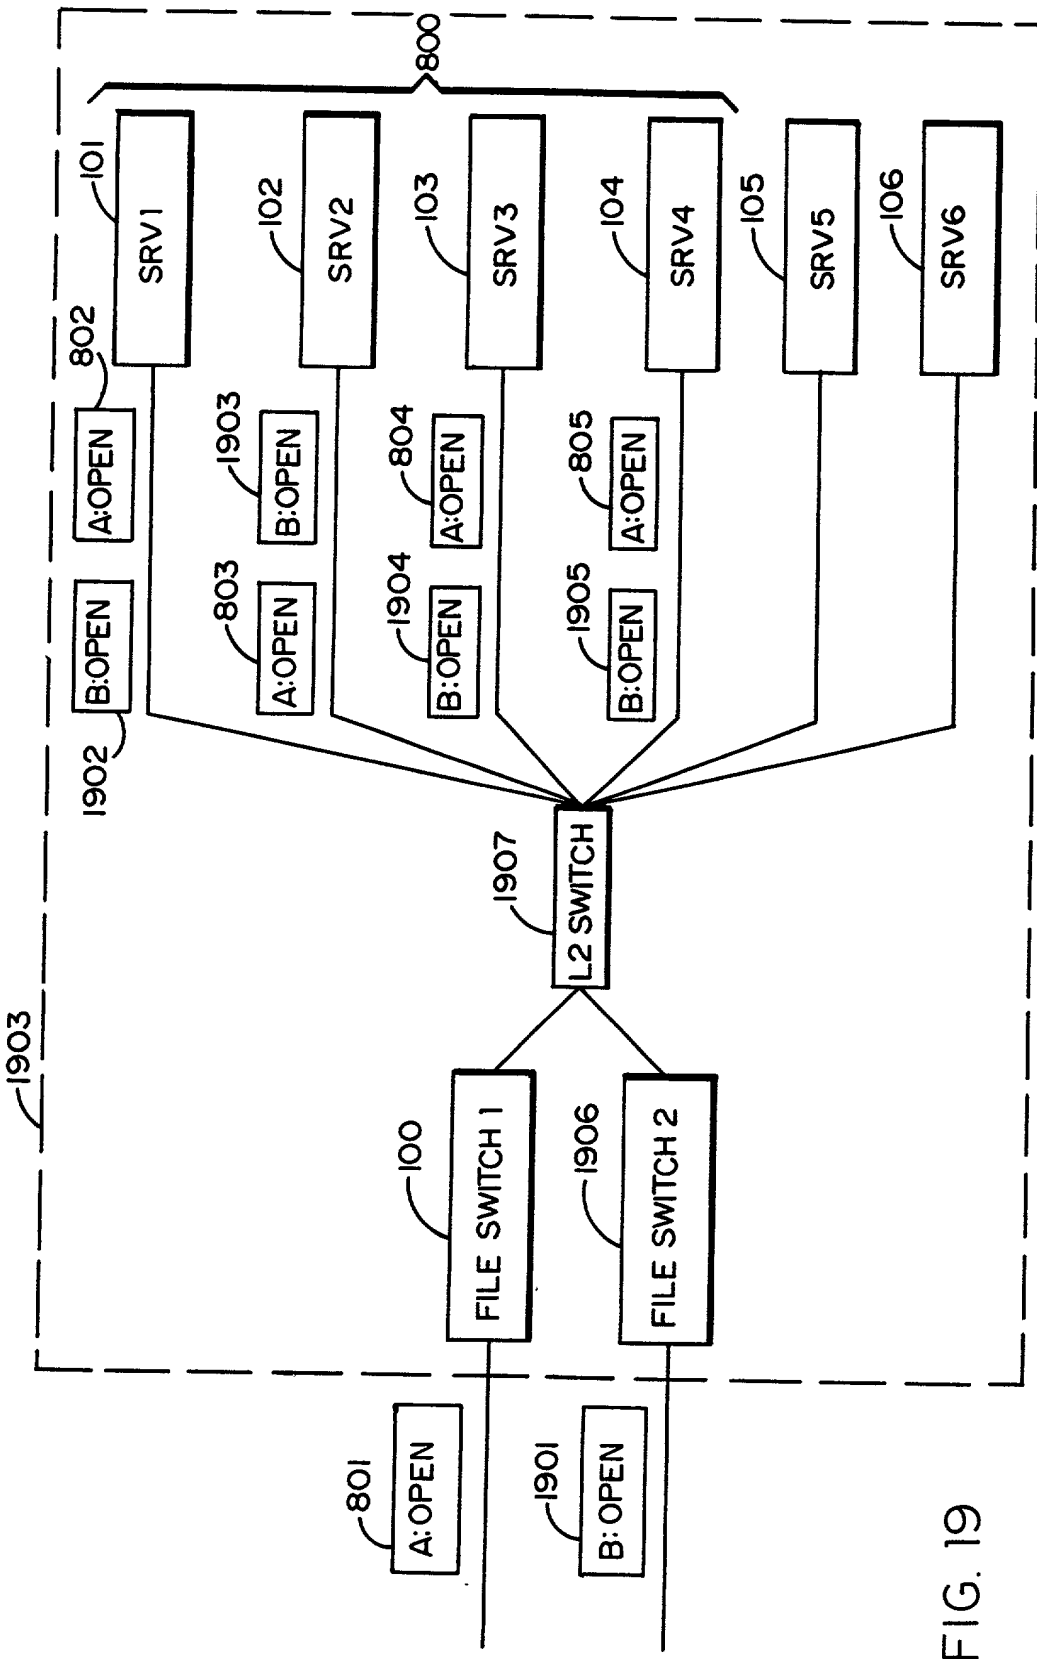 1903
800
101
SRV1
802
A:OPEN
B:OPEN
1902
102
SRV2
1903
B:OPEN
803
A:OPEN
103
SRV3
804
A:OPEN
1904
B:OPEN
104
SRV4
805
A:OPEN
1905
B:OPEN
105
SRV5
106
SRV6
1907
L2 SWITCH
100
FILE SWITCH 1
1906
FILE SWITCH 2
801
A:OPEN
1901
B:OPEN
FIG. 19